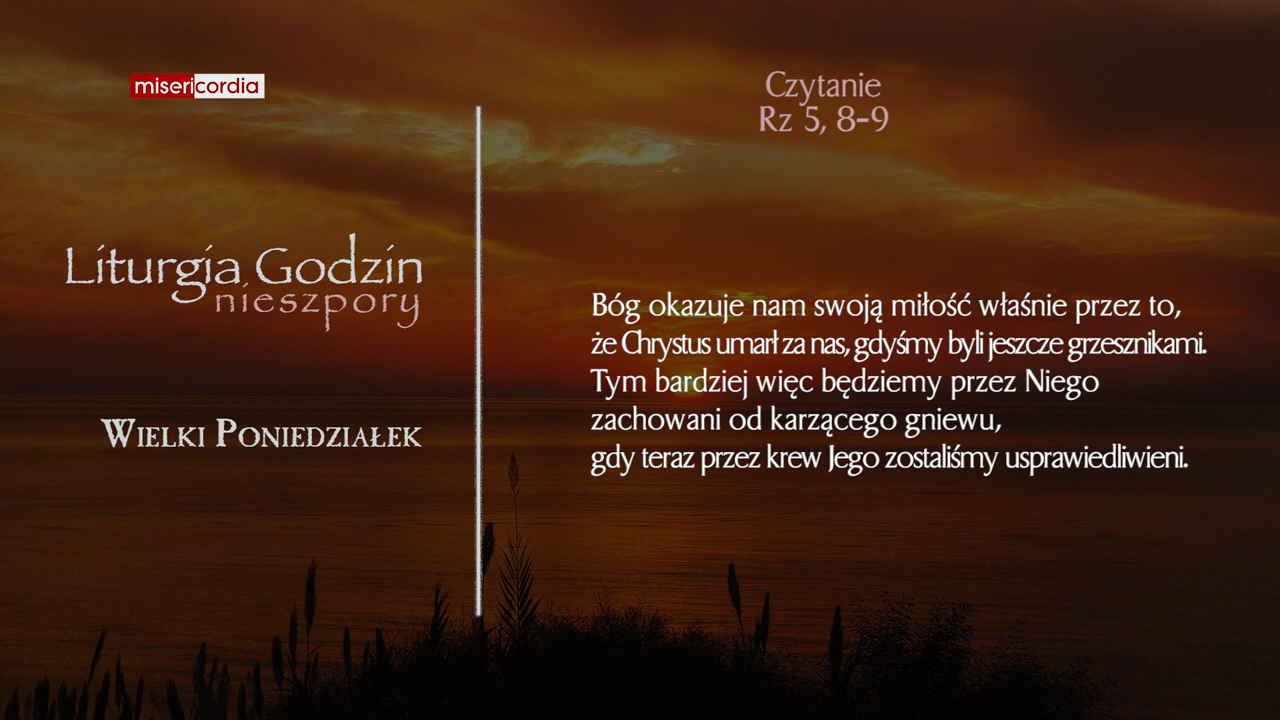 misericordia
Liturgia Godzin
nieszpory
Wielki Poniedziałek
Czytanie
Rz 5, 8-9
Bóg okazuje nam swoją miłość właśnie przez to,
że Chrystus umarł za nas, gdyśmy byli jeszcze grzesznikami.
Tym bardziej więc będziemy przez Niego
zachowani od karzącego gniewu,
gdy teraz przez krew Jego zostaliśmy usprawiedliwieni.